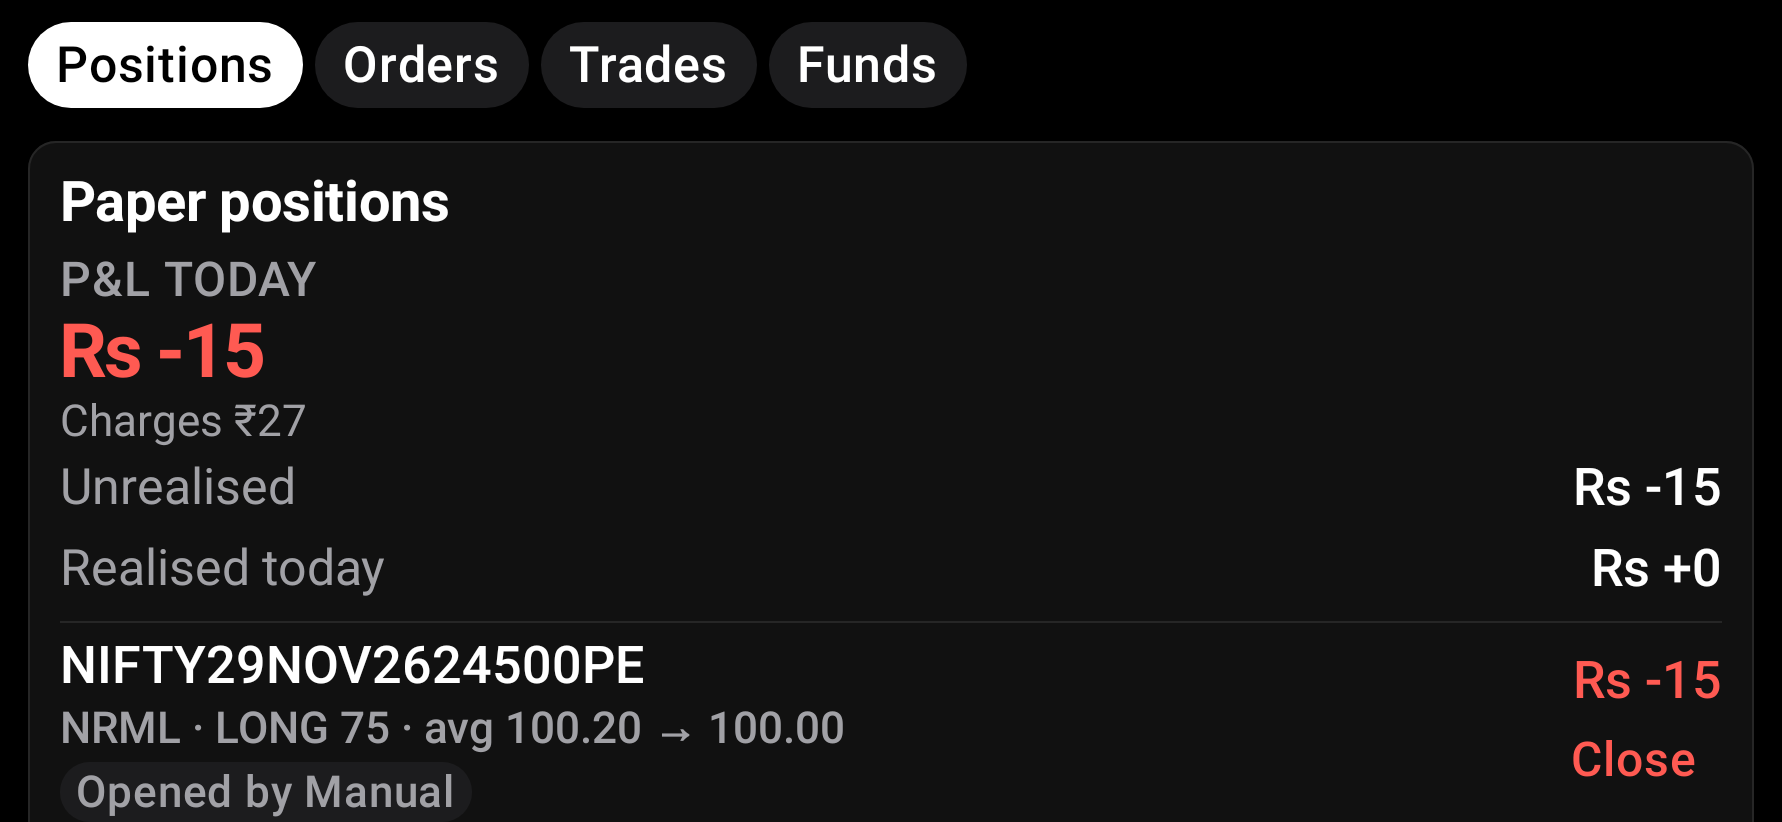 Positions Orders Trades Funds
Paper positions
P&L TODAY
Rs -15
Charges ₹27
Unrealised Rs -15
Realised today Rs +0
NIFTY29NOV2624500PE Rs -15
NRML · LONG 75 · avg 100.20 → 100.00
Close
Opened by Manual